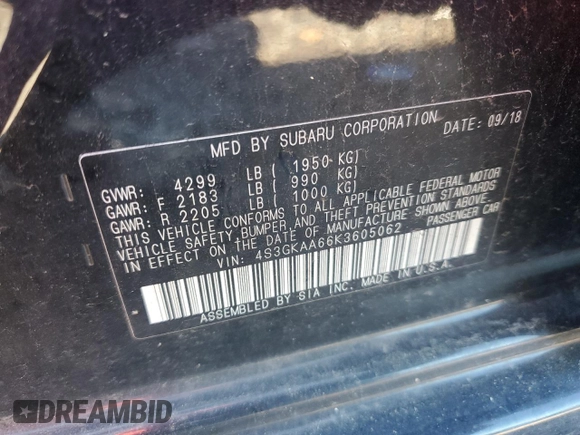 MFD BY SUBARU CORPORATION DATE: 09/18
GVWR: 4299 LB ( 1950 KG)
GAWR: F 2183 LB ( 990 KG)
GAWR: R 2205 LB ( 1000 KG)
THIS VEHICLE CONFORMS TO ALL APPLICABLE FEDERAL MOTOR
VEHICLE SAFETY, BUMPER, AND THEFT PREVENTION STANDARDS
IN EFFECT ON THE DATE OF MANUFACTURE SHOWN ABOVE.
VIN: 4S3GKAA66K3605062 PASSENGER CAR
ASSEMBLED BY SIA INC. MADE IN U.S.A.
DREAMBID